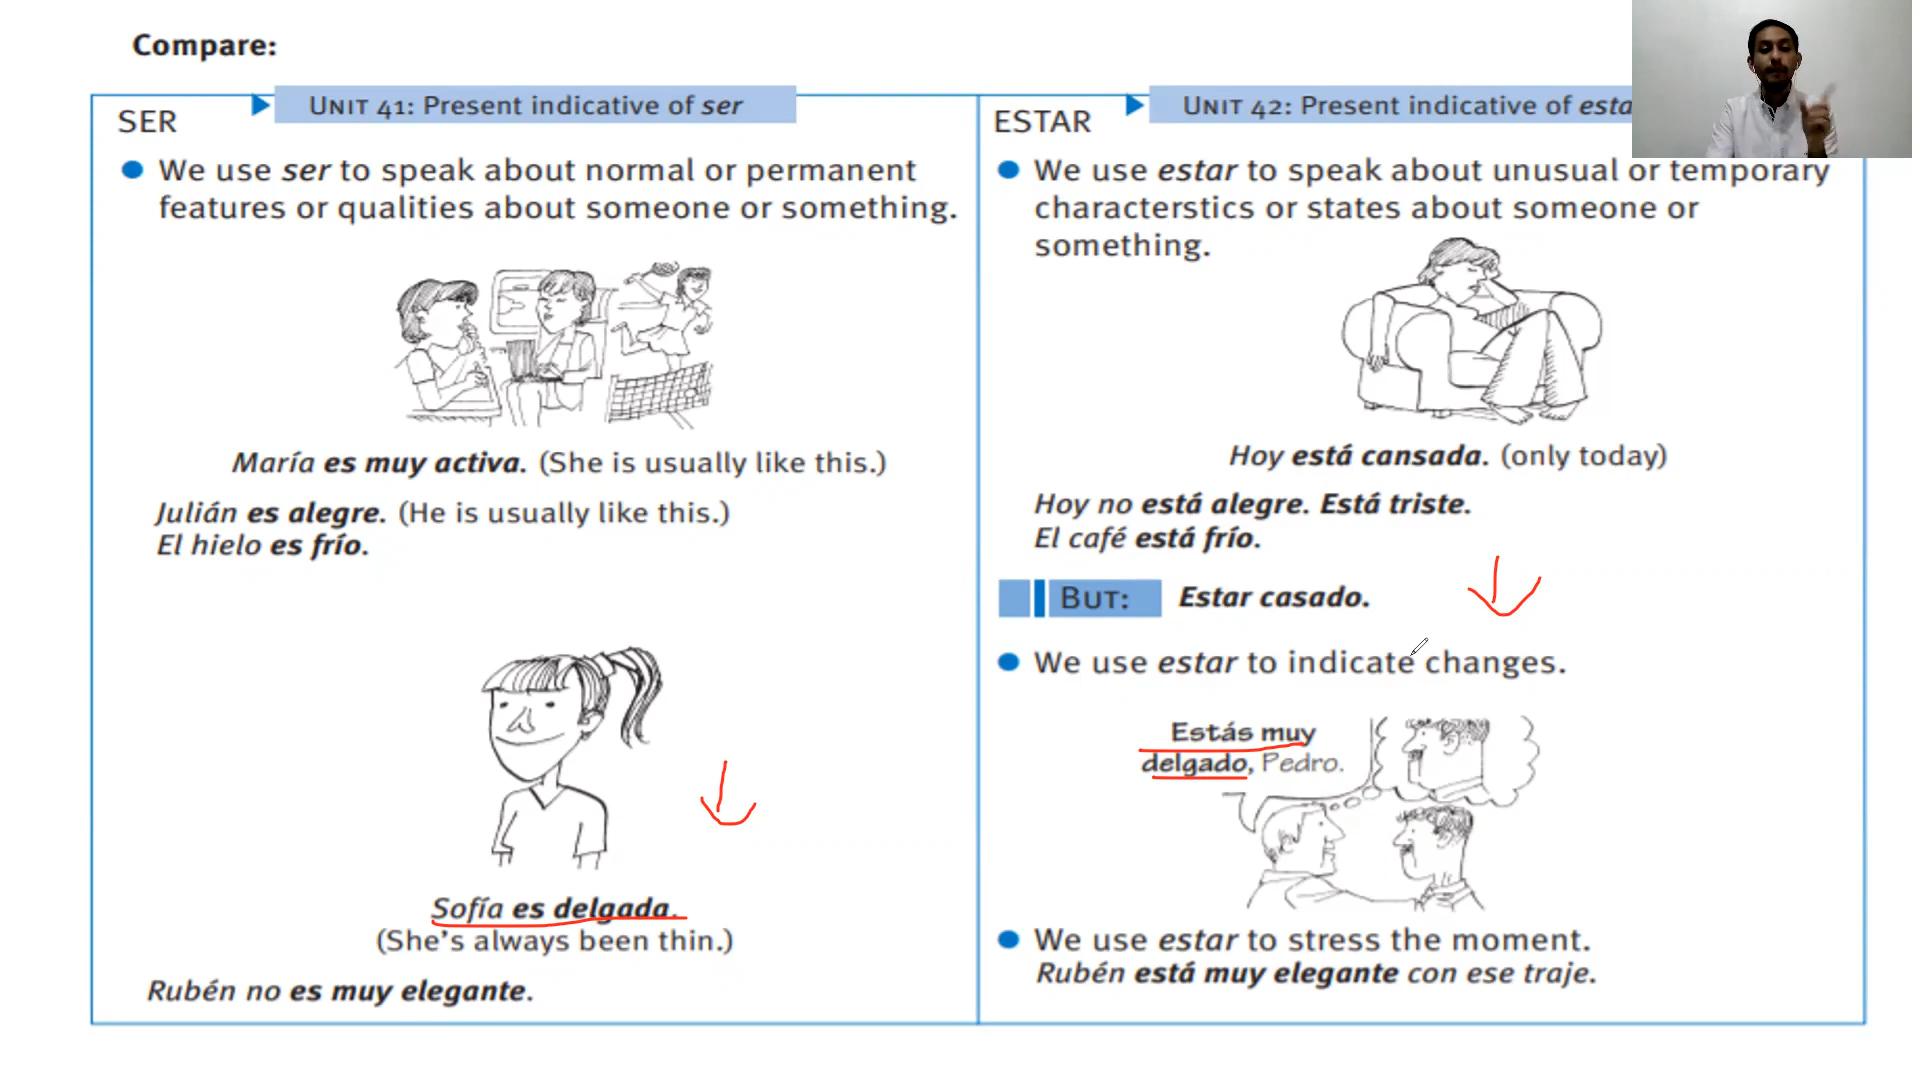 Compare:
SER
UNIT 41: Present indicative of ser
We use ser to speak about normal or permanent
features or qualities about someone or something.
María es muy activa. (She is usually like this.)
Julián es alegre. (He is usually like this.)
El hielo es frío.
Sofía es delgada.
(She's always been thin.)
Rubén no es muy elegante.
ESTAR
UNIT 42: Present indicative of esta
We use estar to speak about unusual or temporary
characterstics or states about someone or
something.
Hoy está cansada. (only today)
Hoy no está alegre. Está triste.
El café está frío.
BUT: Estar casado.
We use estar to indicate changes.
Estás muy
delgado, Pedro.
We use estar to stress the moment.
Rubén está muy elegante con ese traje.